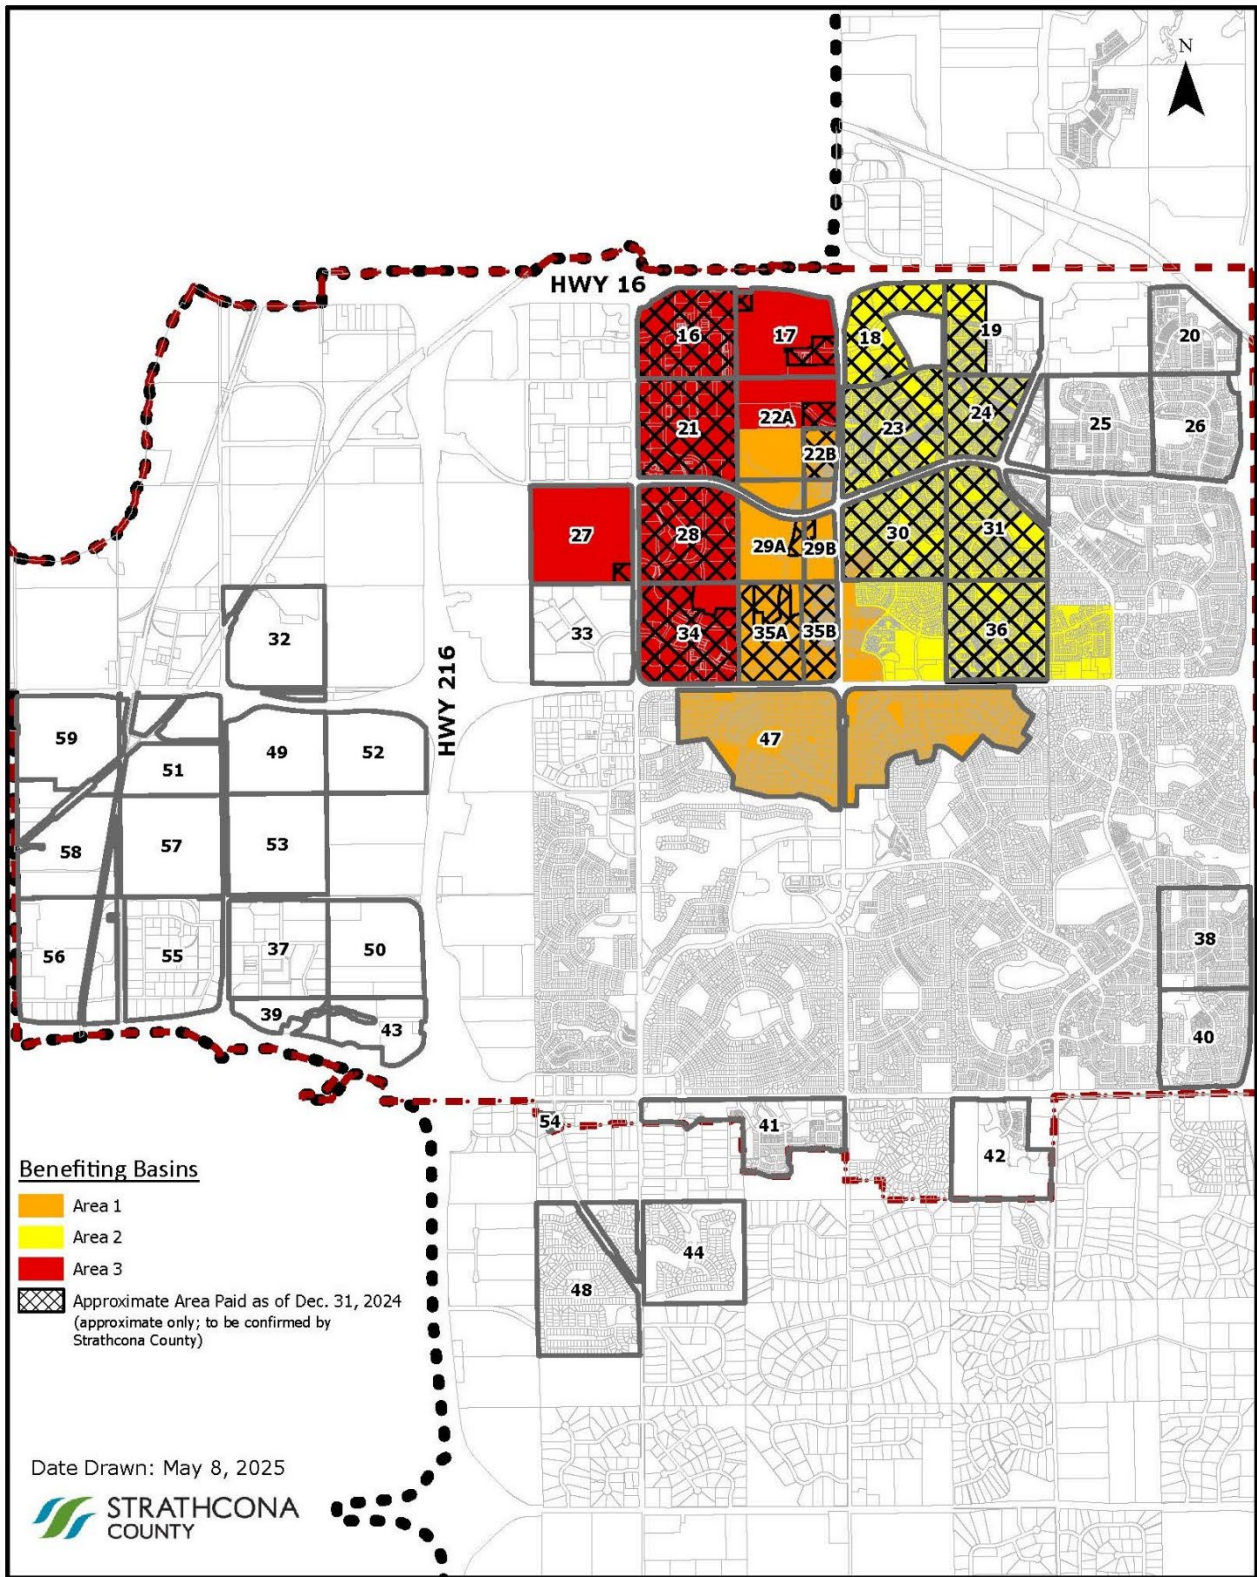 N
HWY 16
16
17
18
19
20
21
22A
22B
23
24
25
26
27
28
29A
29B
30
31
32
33
34
35A
35B
36
HWY 216
47
59
51
49
52
58
57
53
56
55
37
50
39
43
38
40
54
41
42
44
48
Benefiting Basins
Area 1
Area 2
Area 3
Approximate Area Paid as of Dec. 31, 2024
(approximate only; to be confirmed by
Strathcona County)
Date Drawn: May 8, 2025
STRATHCONA
COUNTY